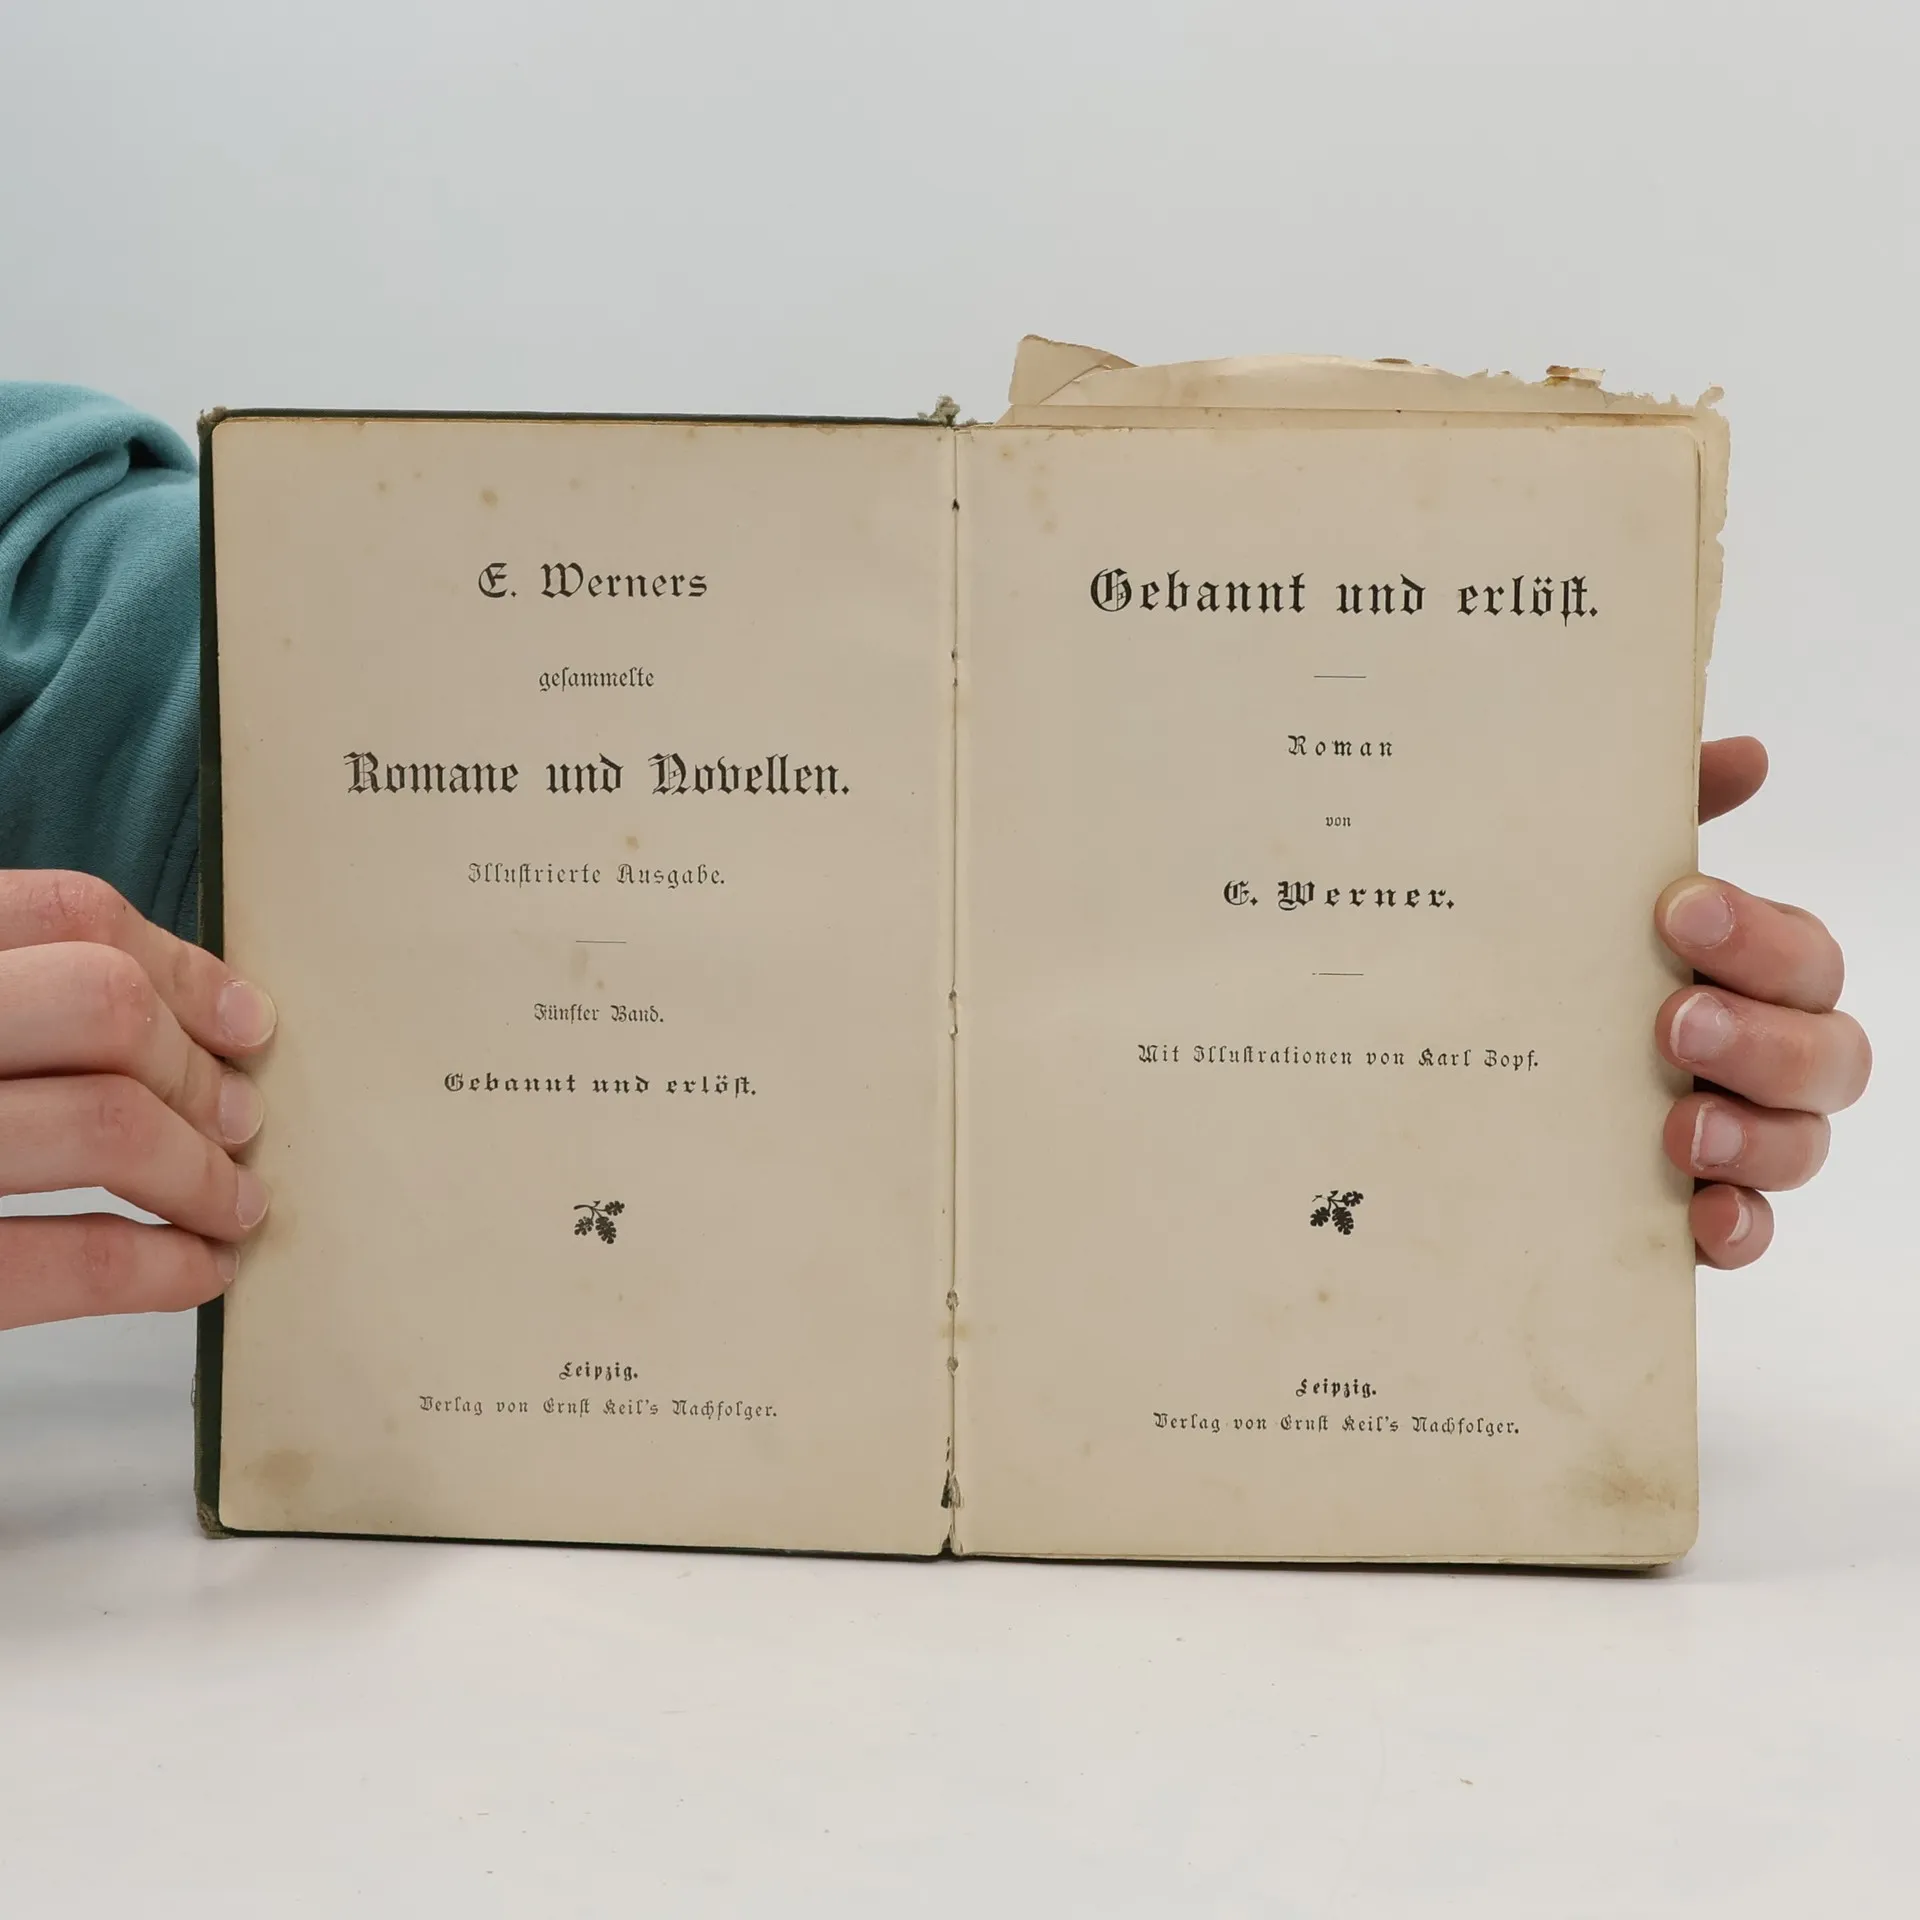 E. Werners
gesammelte
Romane und Novellen.
Illustrierte Ausgabe.
Fünfter Band.
Gebannt und erlöst.
Leipzig.
Verlag von Ernst Keil's Nachfolger.
Gebannt und erlöst.
Roman
von
E. Werner.
Mit Illustrationen von Karl Zopf.
Leipzig.
Verlag von Ernst Keil's Nachfolger.